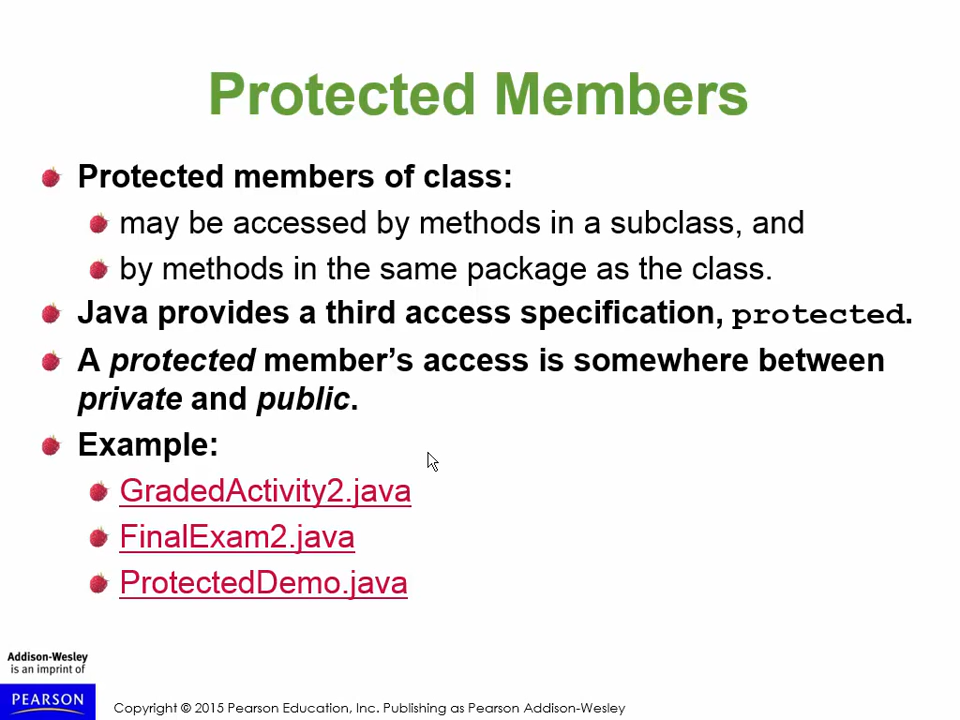 Protected Members
Protected members of class:
may be accessed by methods in a subclass, and
by methods in the same package as the class.
Java provides a third access specification, protected.
A protected member’s access is somewhere between
private and public.
Example:
GradedActivity2.java
FinalExam2.java
ProtectedDemo.java
Addison-Wesley
is an imprint of
PEARSON
Copyright © 2015 Pearson Education, Inc. Publishing as Pearson Addison-Wesley